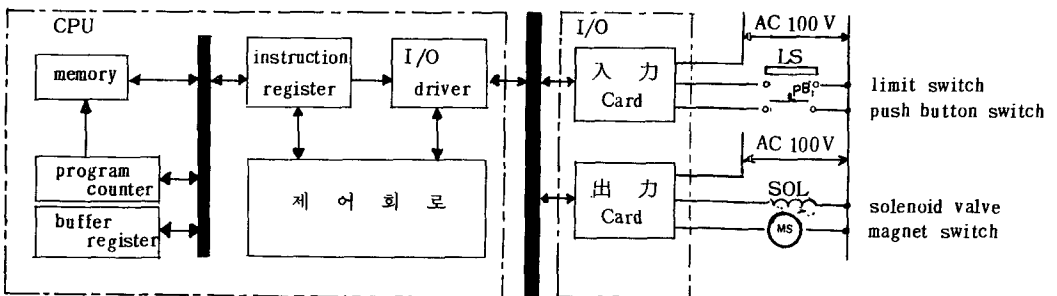 CPU
memory
program
counter
buffer
register
instruction
register
I/O
driver
제 어 회 로
I/O
入 力
Card
出 力
Card
AC 100 V
LS
PB
limit switch
push button switch
AC 100V
SOL
MS
solenoid valve
magnet switch